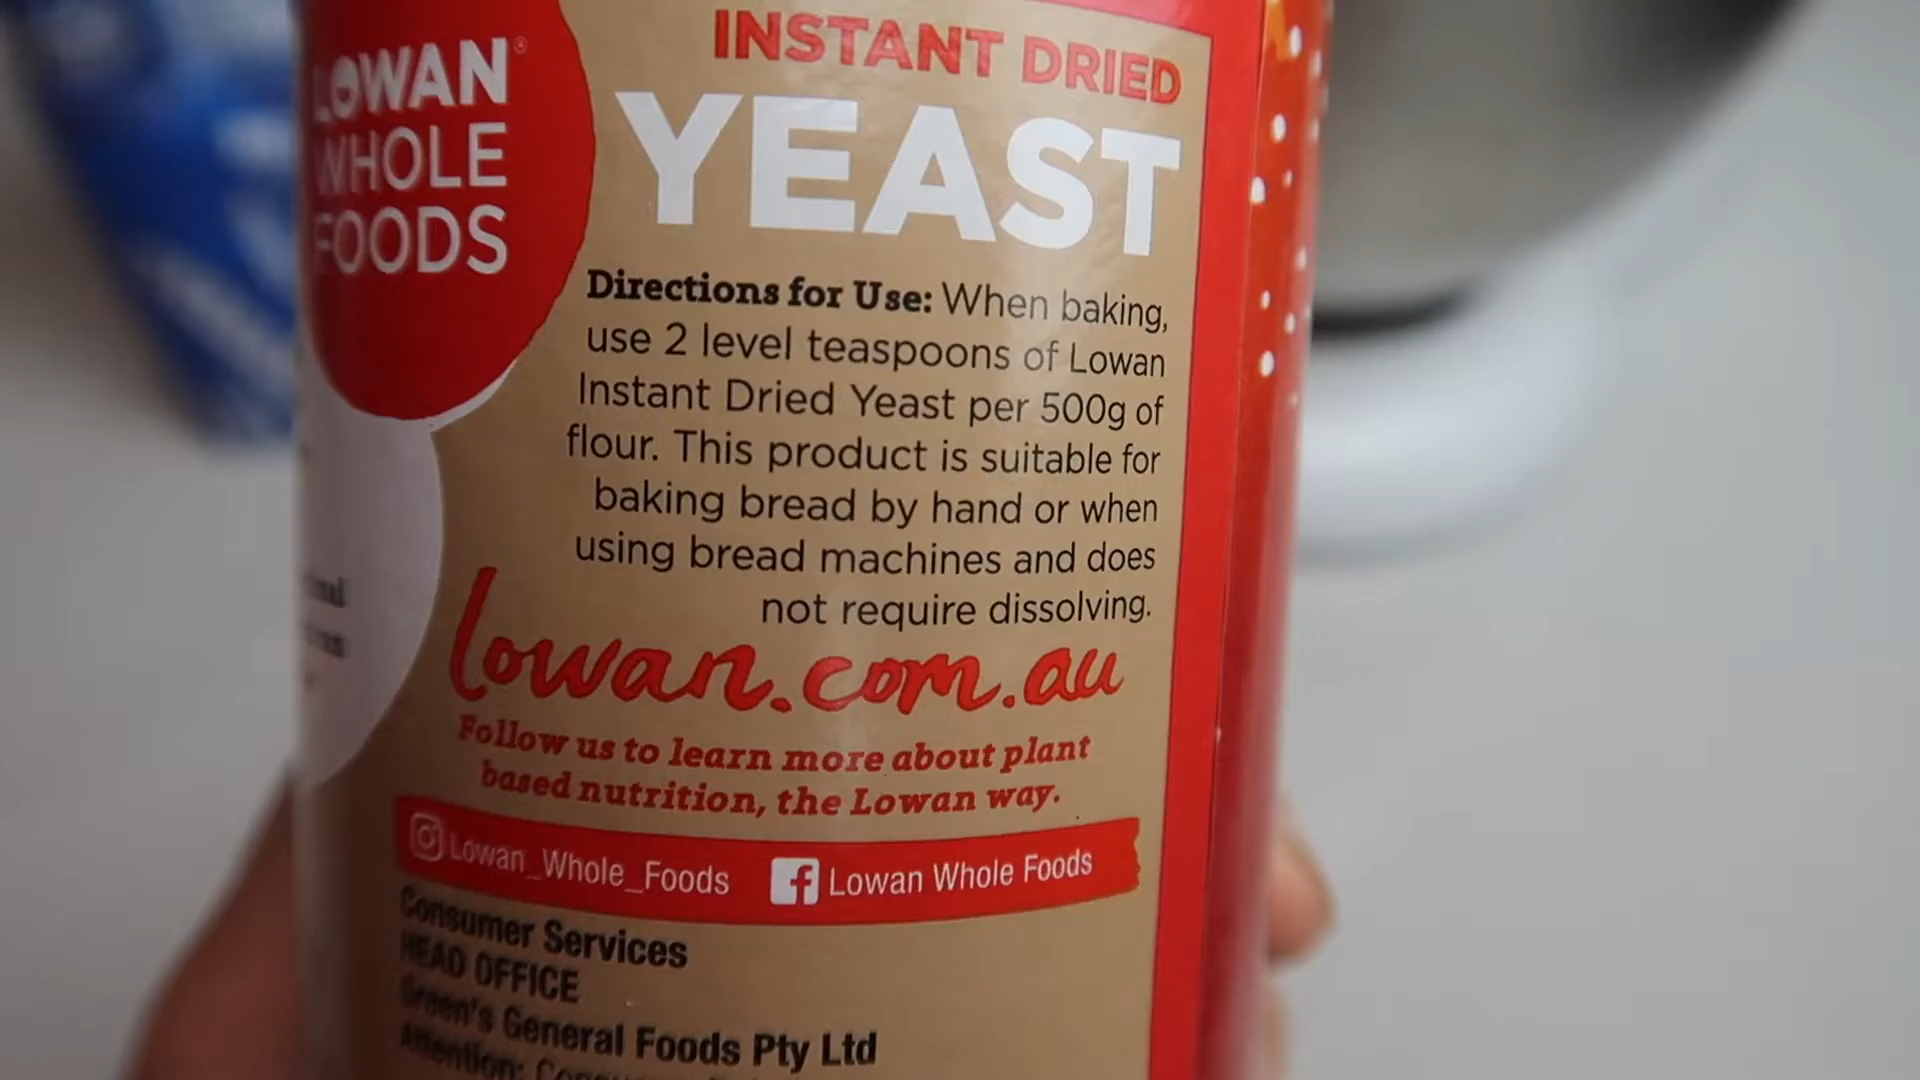 LOWAN®
WHOLE
FOODS
INSTANT DRIED
YEAST
Directions for Use: When baking,
use 2 level teaspoons of Lowan
Instant Dried Yeast per 500g of
flour. This product is suitable for
baking bread by hand or when
using bread machines and does
not require dissolving.
lowan.com.au
Follow us to learn more about plant
based nutrition, the Lowan way.
Lowan_Whole_Foods f Lowan Whole Foods
Consumer Services
HEAD OFFICE
Green's General Foods Pty Ltd
Attention: